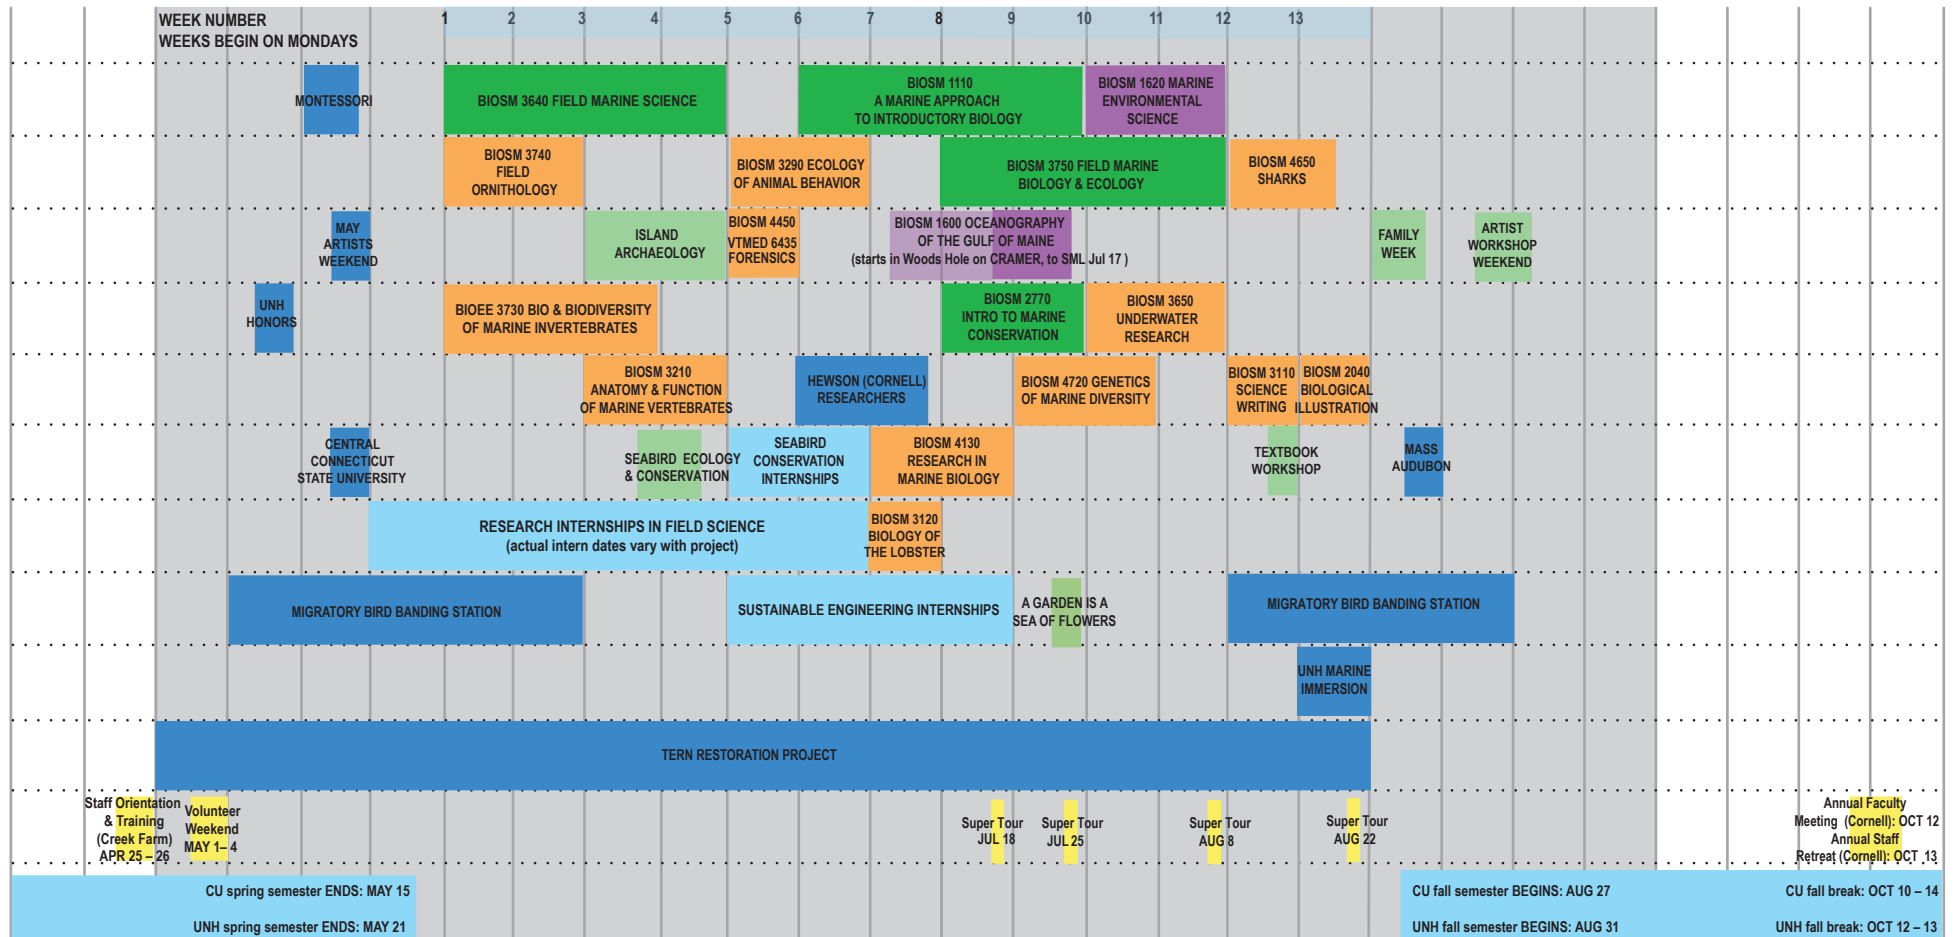 WEEK NUMBER
WEEKS BEGIN ON MONDAYS
1 2 3 4 5 6 7 8 9 10 11 12 13
MONTESSORI
BIOSM 3640 FIELD MARINE SCIENCE
BIOSM 1110
A MARINE APPROACH
TO INTRODUCTORY BIOLOGY
BIOSM 1620 MARINE
ENVIRONMENTAL
SCIENCE
BIOSM 3740
FIELD
ORNITHOLOGY
BIOSM 3290 ECOLOGY
OF ANIMAL BEHAVIOR
BIOSM 3750 FIELD MARINE
BIOLOGY & ECOLOGY
BIOSM 4650
SHARKS
MAY
ARTISTS
WEEKEND
ISLAND
ARCHAEOLOGY
BIOSM 4450
VTMED 6435
FORENSICS
BIOSM 1600 OCEANOGRAPHY
OF THE GULF OF MAINE
(starts in Woods Hole on CRAMER, to SML Jul 17 )
FAMILY
WEEK
ARTIST
WORKSHOP
WEEKEND
UNH
HONORS
BIOEE 3730 BIO & BIODIVERSITY
OF MARINE INVERTEBRATES
BIOSM 2770
INTRO TO MARINE
CONSERVATION
BIOSM 3650
UNDERWATER
RESEARCH
BIOSM 3210
ANATOMY & FUNCTION
OF MARINE VERTEBRATES
HEWSON (CORNELL)
RESEARCHERS
BIOSM 4720 GENETICS
OF MARINE DIVERSITY
BIOSM 3110
SCIENCE
WRITING
BIOSM 2040
BIOLOGICAL
ILLUSTRATION
CENTRAL
CONNECTICUT
STATE UNIVERSITY
SEABIRD ECOLOGY
& CONSERVATION
SEABIRD
CONSERVATION
INTERNSHIPS
BIOSM 4130
RESEARCH IN
MARINE BIOLOGY
TEXTBOOK
WORKSHOP
MASS
AUDUBON
RESEARCH INTERNSHIPS IN FIELD SCIENCE
(actual intern dates vary with project)
BIOSM 3120
BIOLOGY OF
THE LOBSTER
MIGRATORY BIRD BANDING STATION
SUSTAINABLE ENGINEERING INTERNSHIPS
A GARDEN IS A
SEA OF FLOWERS
MIGRATORY BIRD BANDING STATION
UNH MARINE
IMMERSION
TERN RESTORATION PROJECT
Staff Orientation
& Training
(Creek Farm)
APR 25 – 26
Volunteer
Weekend
MAY 1– 4
Super Tour
JUL 18
Super Tour
JUL 25
Super Tour
AUG 8
Super Tour
AUG 22
Annual Faculty
Meeting (Cornell): OCT 12
Annual Staff
Retreat (Cornell): OCT 13
CU spring semester ENDS: MAY 15
UNH spring semester ENDS: MAY 21
CU fall semester BEGINS: AUG 27
UNH fall semester BEGINS: AUG 31
CU fall break: OCT 10 – 14
UNH fall break: OCT 12 – 13